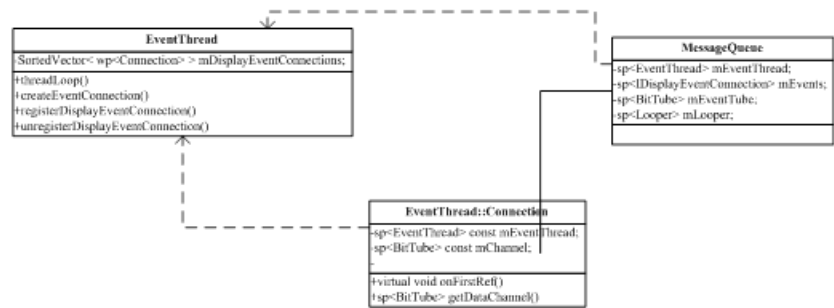 EventThread
-SortedVector< wp<Connection> > mDisplayEventConnections;
+threadLoop()
+createEventConnection()
+registerDisplayEventConnection()
+unregisterDisplayEventConnection()
MessageQueue
-sp<EventThread> mEventThread;
-sp<IDisplayEventConnection> mEvents;
-sp<BitTube> mEventTube;
-sp<Looper> mLooper;
EventThread::Connection
-sp<EventThread> const mEventThread;
-sp<BitTube> const mChannel;
-
+virtual void onFirstRef()
+sp<BitTube> getDataChannel()